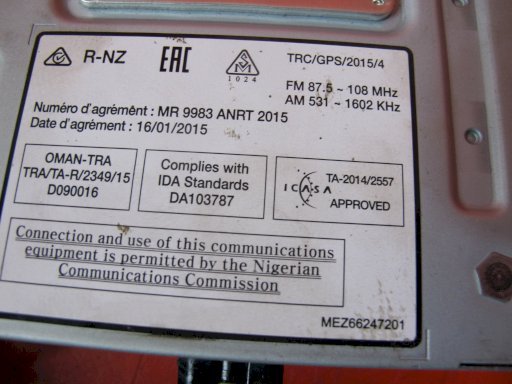 R-NZ
EAC
1024
TRC/GPS/2015/4
FM 87.5 ~ 108 MHz
AM 531 ~ 1602 KHz
Numéro d'agrément: MR 9983 ANRT 2015
Date d'agrément: 16/01/2015
OMAN-TRA
TRA/TA-R/2349/15
D090016
Complies with
IDA Standards
DA103787
ICASA
TA-2014/2557
APPROVED
Connection and use of this communications
equipment is permitted by the Nigerian
Communications Commission
MEZ66247201